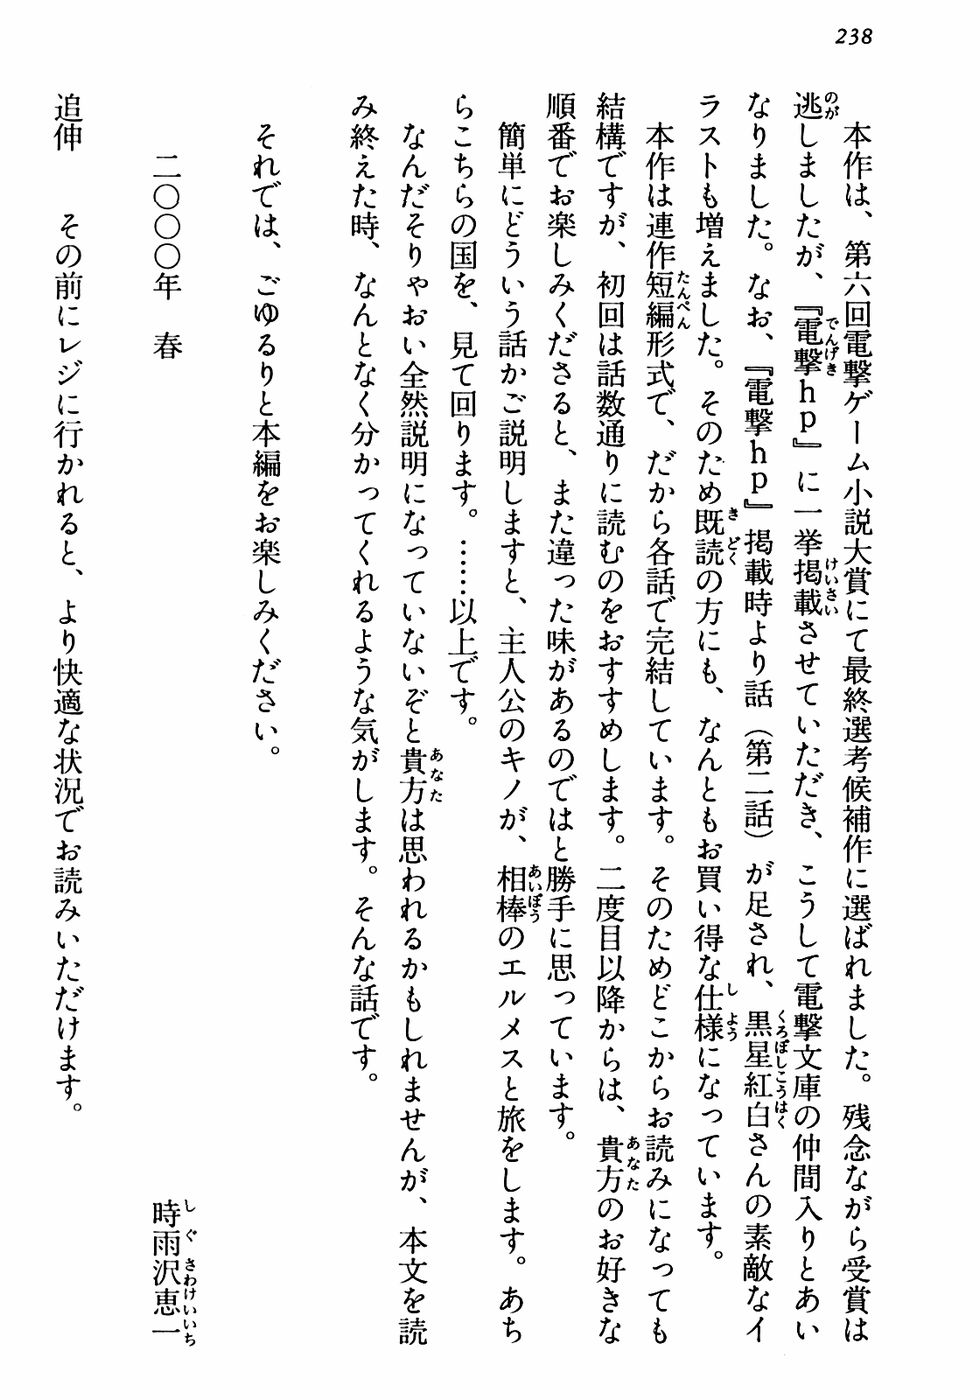 238
本作は、第六回電撃ゲーム小説大賞にて最終選考候補作に選ばれました。残念ながら受賞は
逃しましたが、『電撃hp』に一挙掲載させていただき、こうして電撃文庫の仲間入りとあい
なりました。なお、『電撃hp』掲載時より話（第二話）が足され、黒星紅白さんの素敵なイ
ラストも増えました。そのため既読の方にも、なんともお買い得な仕様になっています。
本作は連作短編形式で、だから各話で完結しています。そのためどこからお読みになっても
結構ですが、初回は話数通りに読むのをおすすめします。二度目以降からは、貴方のお好きな
順番でお楽しみくださると、また違った味があるのではと勝手に思っています。
簡単にどういう話かご説明しますと、主人公のキノが、相棒のエルメスと旅をします。あち
らこちらの国を、見て回ります。……以上です。
なんだそりゃおい全然説明になっていないぞと貴方は思われるかもしれませんが、本文を読
み終えた時、なんとなく分かってくれるような気がします。そんな話です。
それでは、ごゆるりと本編をお楽しみください。
二〇〇〇年　春
時雨沢恵一
追伸　その前にレジに行かれると、より快適な状況でお読みいただけます。